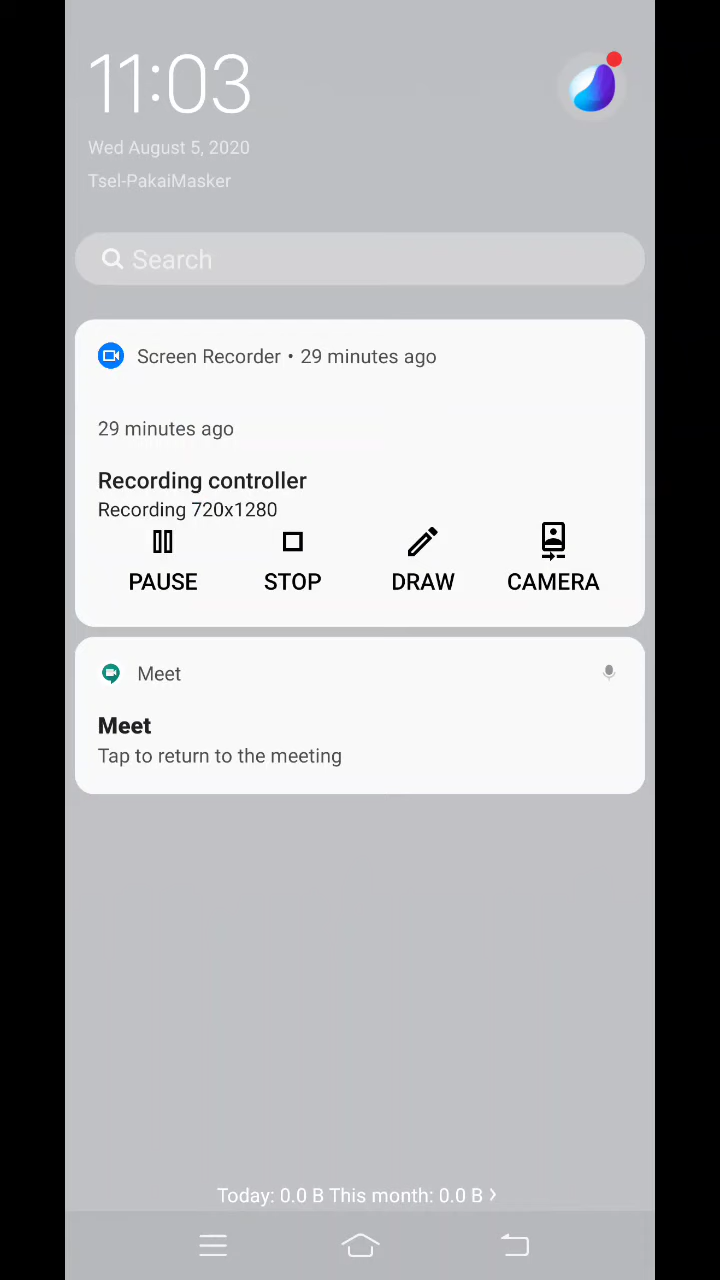 11:03
Wed August 5, 2020
Tsel-PakaiMasker
Search
Screen Recorder • 29 minutes ago
29 minutes ago
Recording controller
Recording 720x1280
PAUSE STOP DRAW CAMERA
Meet
Meet
Tap to return to the meeting
Today: 0.0 B This month: 0.0 B >